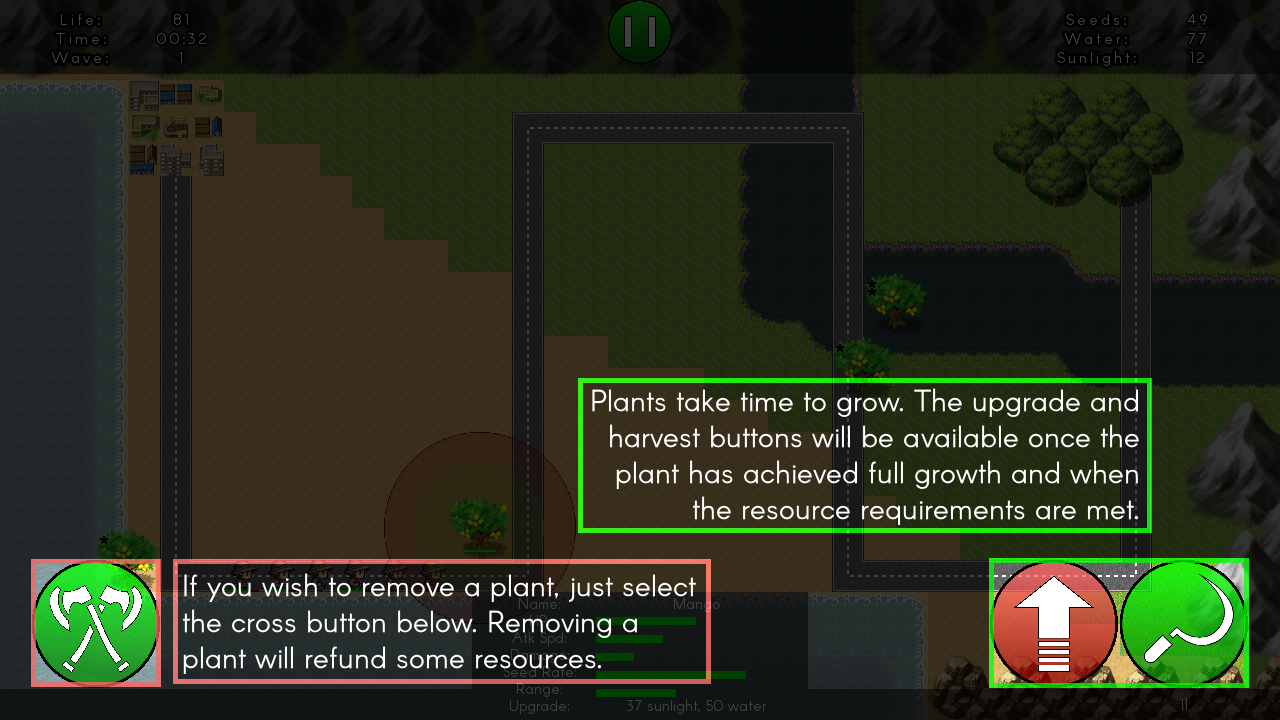 Life: 81
Time: 00:32
Wave: 1
Seeds: 49
Water: 77
Sunlight: 12
Plants take time to grow. The upgrade and
harvest buttons will be available once the
plant has achieved full growth and when
the resource requirements are met.
If you wish to remove a plant, just select
the cross button below. Removing a
plant will refund some resources.
Name: Mango
Atk Spd:
Seed Rate:
Range:
Upgrade: 37 sunlight, 50 water
11